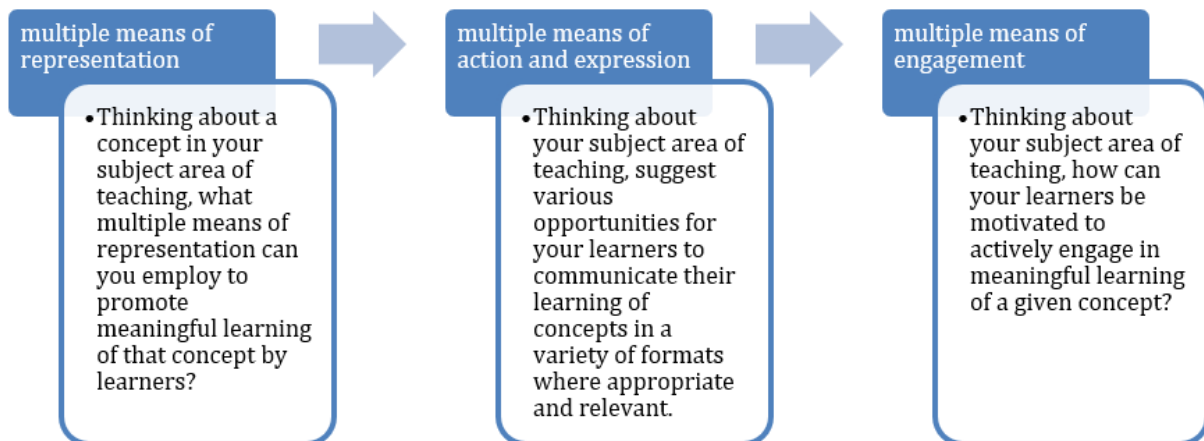 multiple means of
representation
•Thinking about a
concept in your
subject area of
teaching, what
multiple means of
representation can
you employ to
promote
meaningful learning
of that concept by
learners?
multiple means of
action and expression
•Thinking about
your subject area of
teaching, suggest
various
opportunities for
your learners to
communicate their
learning of
concepts in a
variety of formats
where appropriate
and relevant.
multiple means of
engagement
•Thinking about
your subject area of
teaching, how can
your learners be
motivated to
actively engage in
meaningful learning
of a given concept?